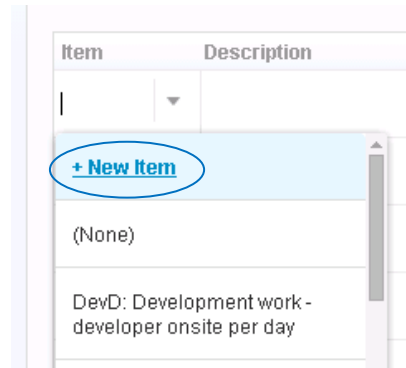 Item Description
+ New Item
(None)
DevD: Development work -
developer onsite per day